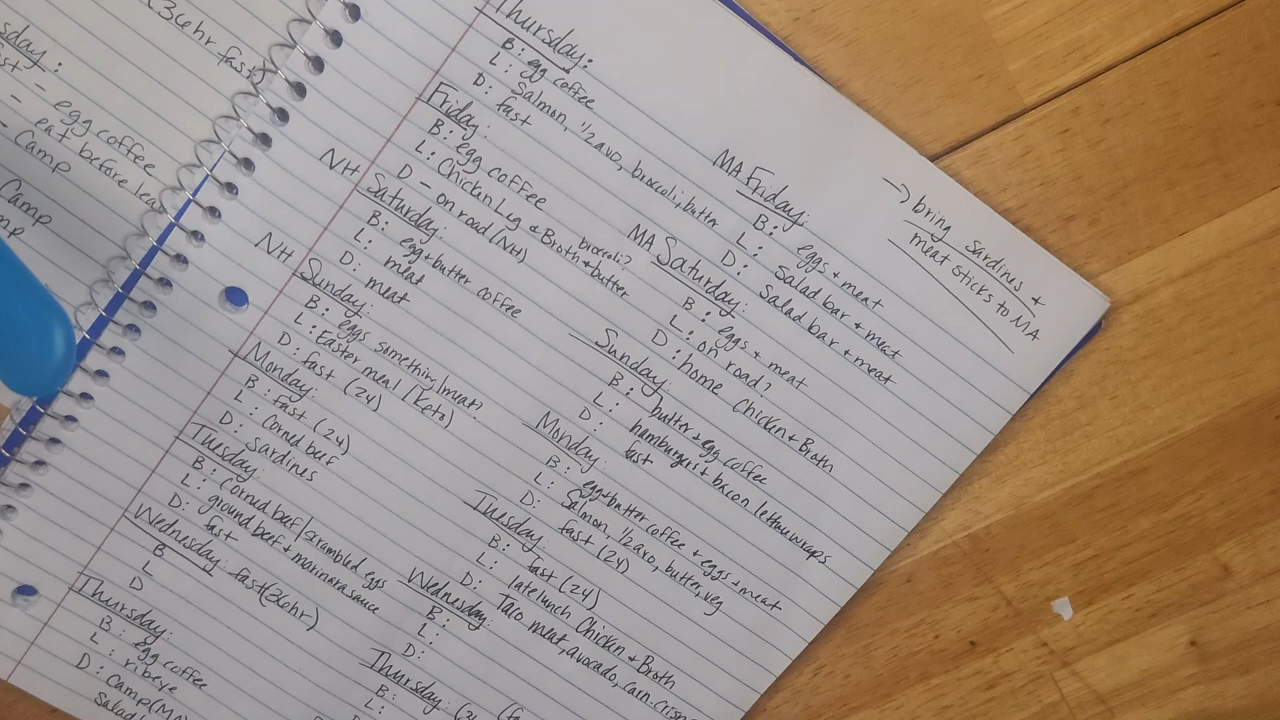 (36hr fast)
sday:
st - egg coffee
- eat before lea
- Camp
Camp
mp
Thursday:
B: egg coffee
L: Salmon, 1/2 avo, broccoli, butter
D: fast
Friday:
B: egg coffee
L: Chicken Leg & Broth + butter
broccoli?
D - on road (NH)
NH Saturday:
B: egg + butter coffee
L: meat
D: meat
NH Sunday:
B: eggs something/meat?
L: Easter meal (Keto)
D: fast (24)
Monday:
B: fast (24)
L: Corned beef
D: Sardines
Tuesday:
B: corned beef/scrambled eggs
L: ground beef + marinara sauce
D: fast
Wednesday: fast (36hr)
B
L
D
Thursday:
B: egg coffee
L: ribeye
D: Camp (MA)
Salad
MA Friday:
B: eggs + meat
L: Salad bar + meat
D: Salad bar + meat
→ bring sardines +
meat sticks to MA
MA Saturday:
B: eggs + meat
L: on road?
D: home Chicken + Broth
Sunday:
B: butter + egg coffee
L: hamburgers + bacon lettuce wraps
D: fast
Monday:
B: egg + butter coffee + eggs + meat
L: Salmon, 1/2 avo, butter, veg
D: fast (24)
Tuesday:
B: fast (24)
L: late lunch Chicken + Broth
D: Taco meat, avocado, carn. crisps
Wednesday:
B:
L:
D:
Thursday:
B:
L: